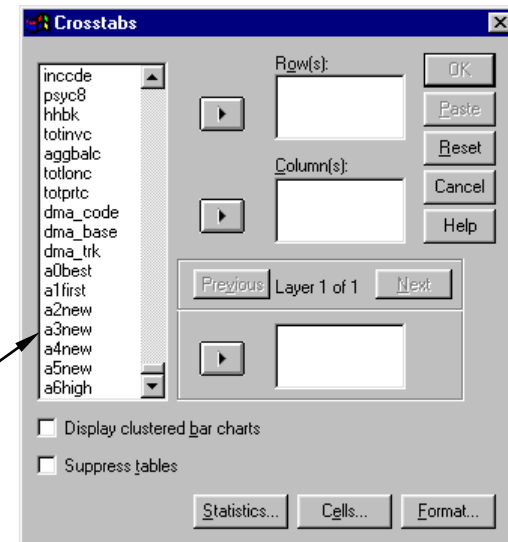 Crosstabs
inccde
psyc8
hhbk
totinvc
aggbalc
totlonc
totprtc
dma_code
dma_base
dma_trk
a0best
a1first
a2new
a3new
a4new
a5new
a6high
Row(s):
Column(s):
OK
Paste
Reset
Cancel
Help
Previous Layer 1 of 1 Next
Display clustered bar charts
Suppress tables
Statistics... Cells... Format...